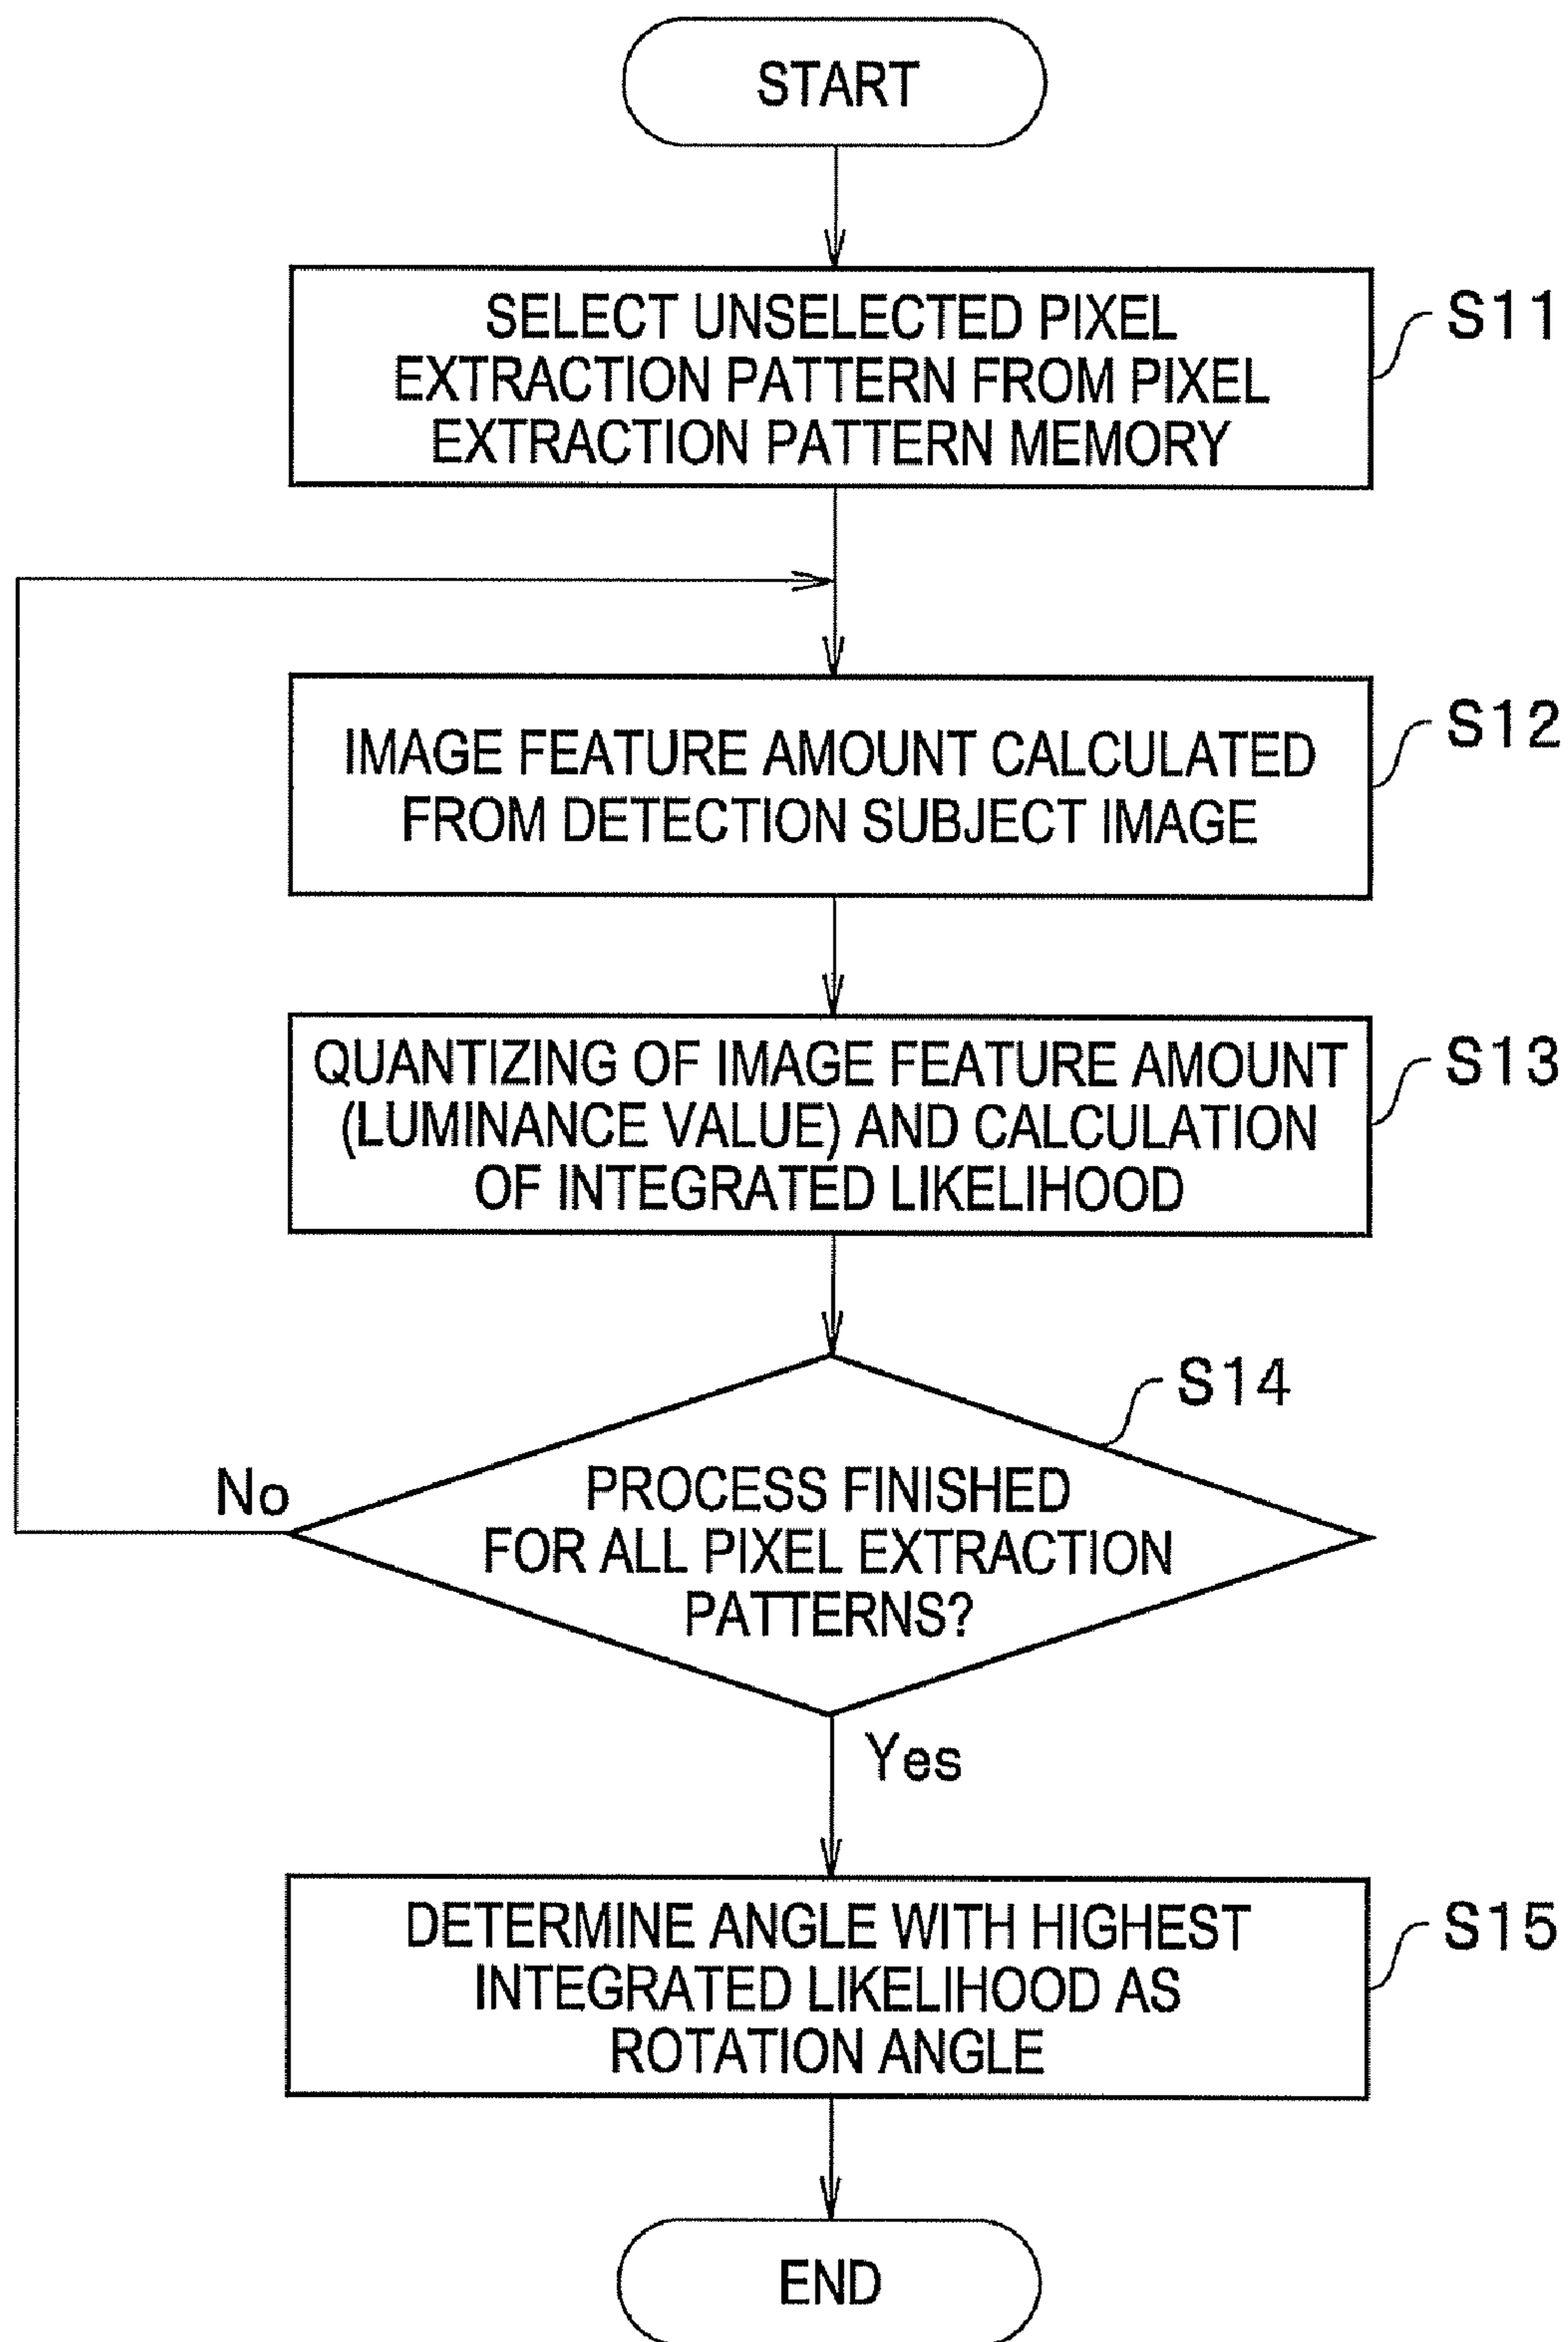 START
SELECT UNSELECTED PIXEL
EXTRACTION PATTERN FROM PIXEL
EXTRACTION PATTERN MEMORY
S11
IMAGE FEATURE AMOUNT CALCULATED
FROM DETECTION SUBJECT IMAGE
S12
QUANTIZING OF IMAGE FEATURE AMOUNT
(LUMINANCE VALUE) AND CALCULATION
OF INTEGRATED LIKELIHOOD
S13
S14
PROCESS FINISHED
FOR ALL PIXEL EXTRACTION
PATTERNS?
No
Yes
DETERMINE ANGLE WITH HIGHEST
INTEGRATED LIKELIHOOD AS
ROTATION ANGLE
S15
END